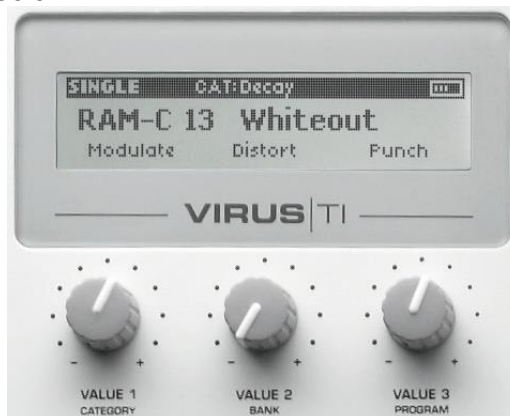 SINGLE CAT:Decay
RAM-C 13 Whiteout
Modulate Distort Punch
VIRUS|TI
- + - + - +
VALUE 1 VALUE 2 VALUE 3
CATEGORY BANK PROGRAM